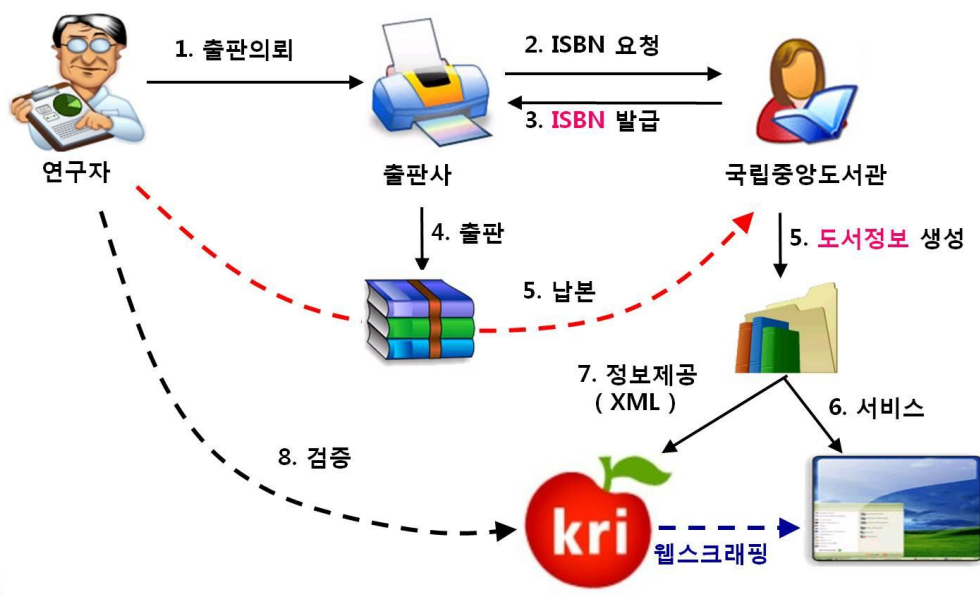 1. 출판의뢰
2. ISBN 요청
3. ISBN 발급
연구자
출판사
국립중앙도서관
4. 출판
5. 도서정보 생성
5. 납본
7. 정보제공
( XML )
6. 서비스
8. 검증
kri
웹스크래핑